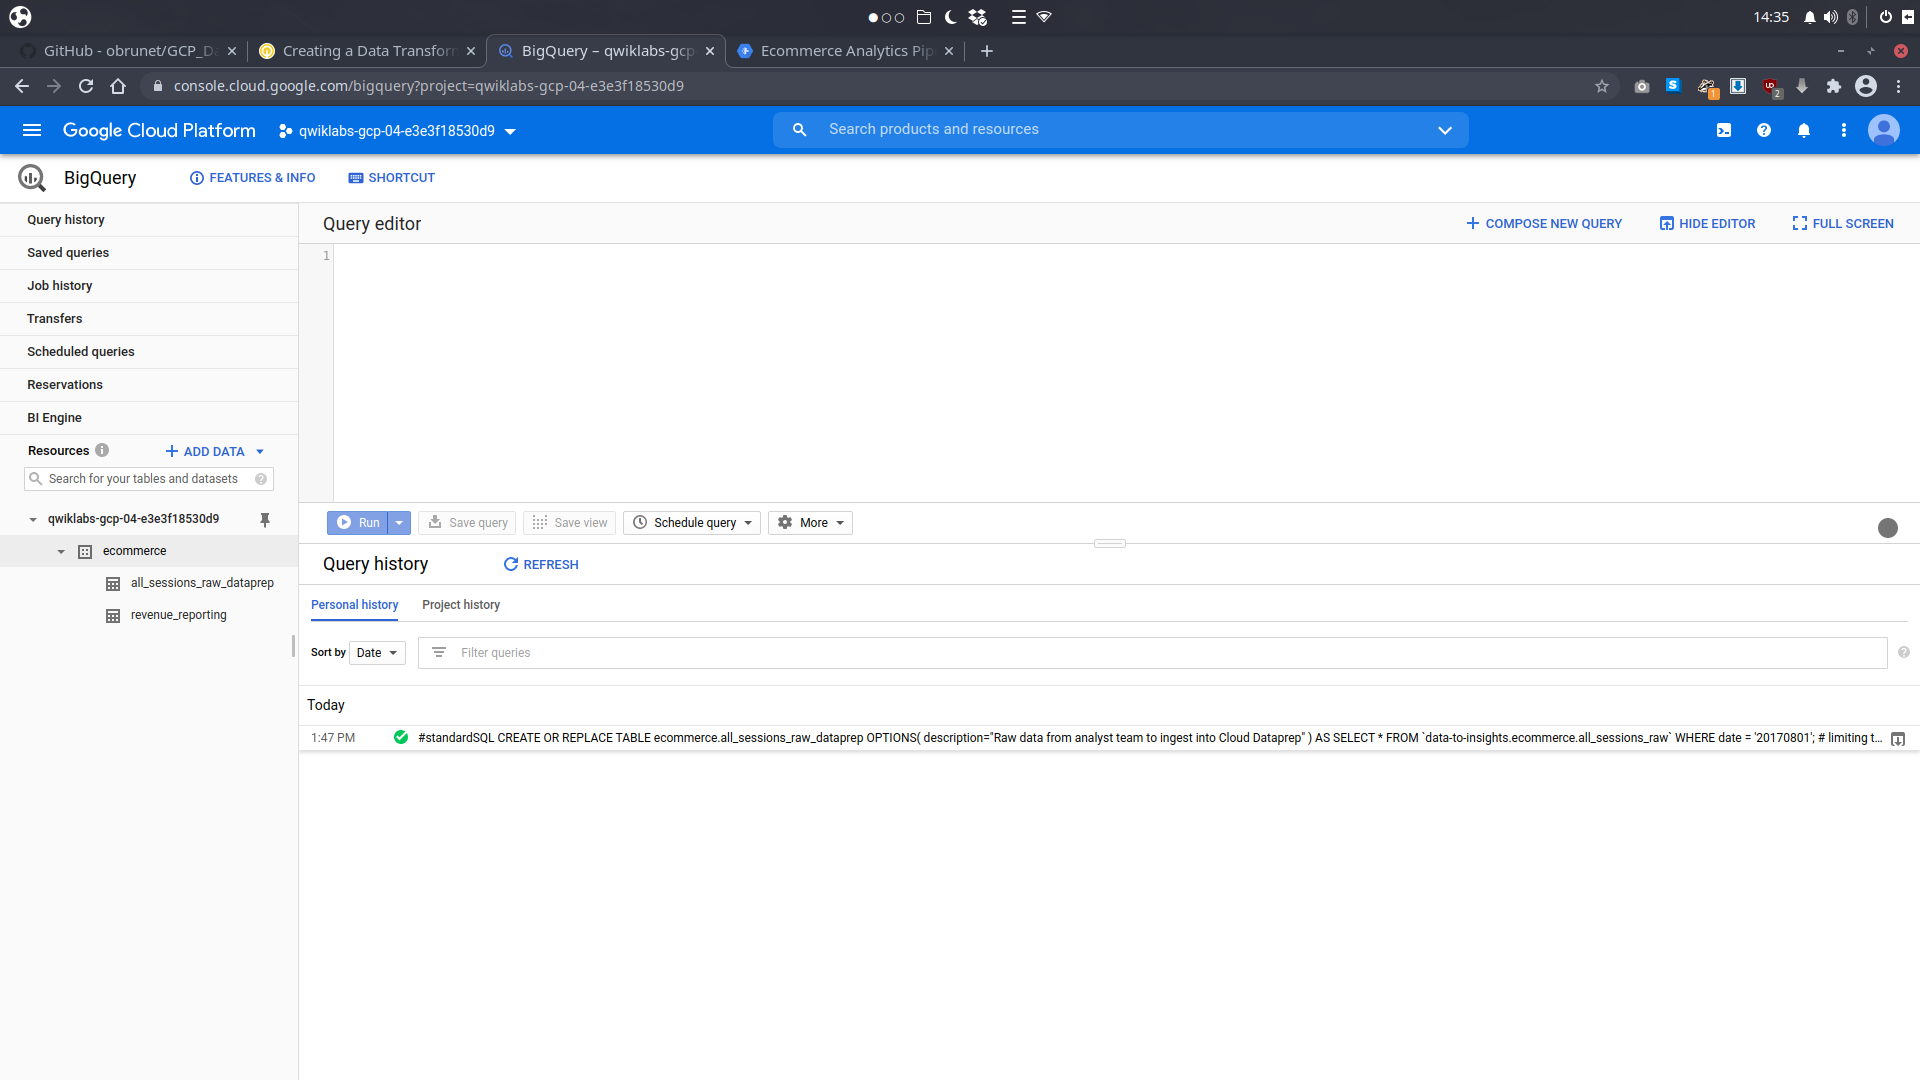 14:35
GitHub - obrunet/GCP_Da
Creating a Data Transform
BigQuery – qwiklabs-gcp
Ecommerce Analytics Pip
console.cloud.google.com/bigquery?project=qwiklabs-gcp-04-e3e3f18530d9
1
2
Google Cloud Platform
qwiklabs-gcp-04-e3e3f18530d9
Search products and resources
BigQuery
FEATURES & INFO
SHORTCUT
Query history
Saved queries
Job history
Transfers
Scheduled queries
Reservations
BI Engine
Resources
ADD DATA
Search for your tables and datasets
qwiklabs-gcp-04-e3e3f18530d9
ecommerce
all_sessions_raw_dataprep
revenue_reporting
Query editor
COMPOSE NEW QUERY
HIDE EDITOR
FULL SCREEN
1
Run
Save query
Save view
Schedule query
More
Query history
REFRESH
Personal history
Project history
Sort by
Date
Filter queries
Today
1:47 PM
#standardSQL CREATE OR REPLACE TABLE ecommerce.all_sessions_raw_dataprep OPTIONS( description="Raw data from analyst team to ingest into Cloud Dataprep" ) AS SELECT * FROM `data-to-insights.ecommerce.all_sessions_raw` WHERE date = '20170801'; # limiting t...